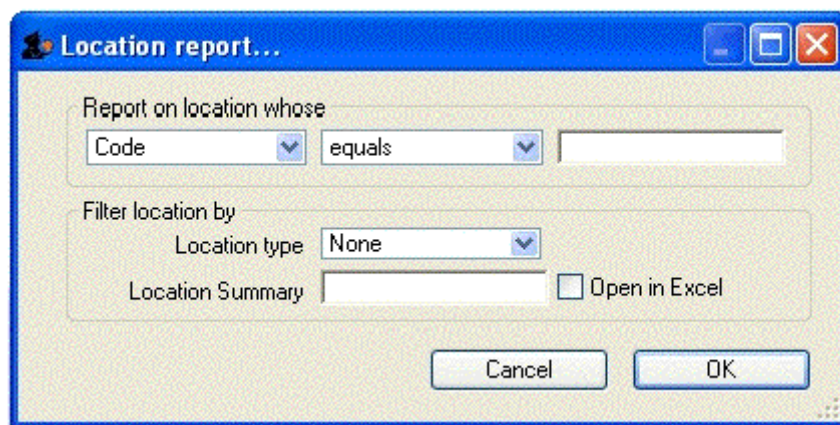 Location report...
Report on location whose
Code equals
Filter location by
Location type None
Location Summary Open in Excel
Cancel OK